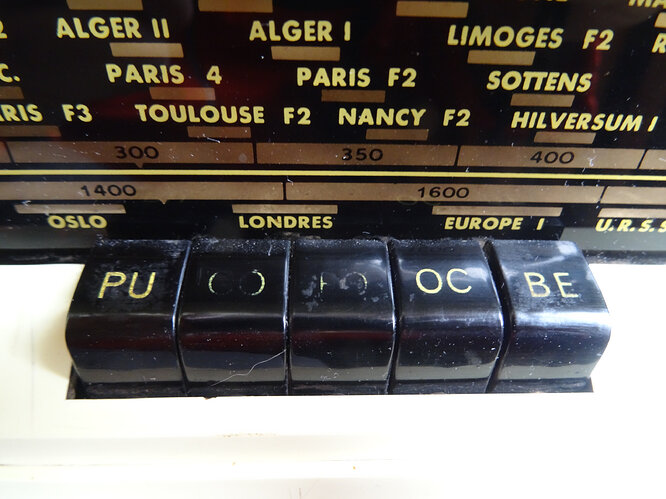 ALGER II ALGER I LIMOGES F2
PARIS 4 PARIS F2 SOTTENS
F3 TOULOUSE F2 NANCY F2 HILVERSUM I
300 350 400
1400 1600
OSLO LONDRES EUROPE I U.R.S.S
PU OC BE